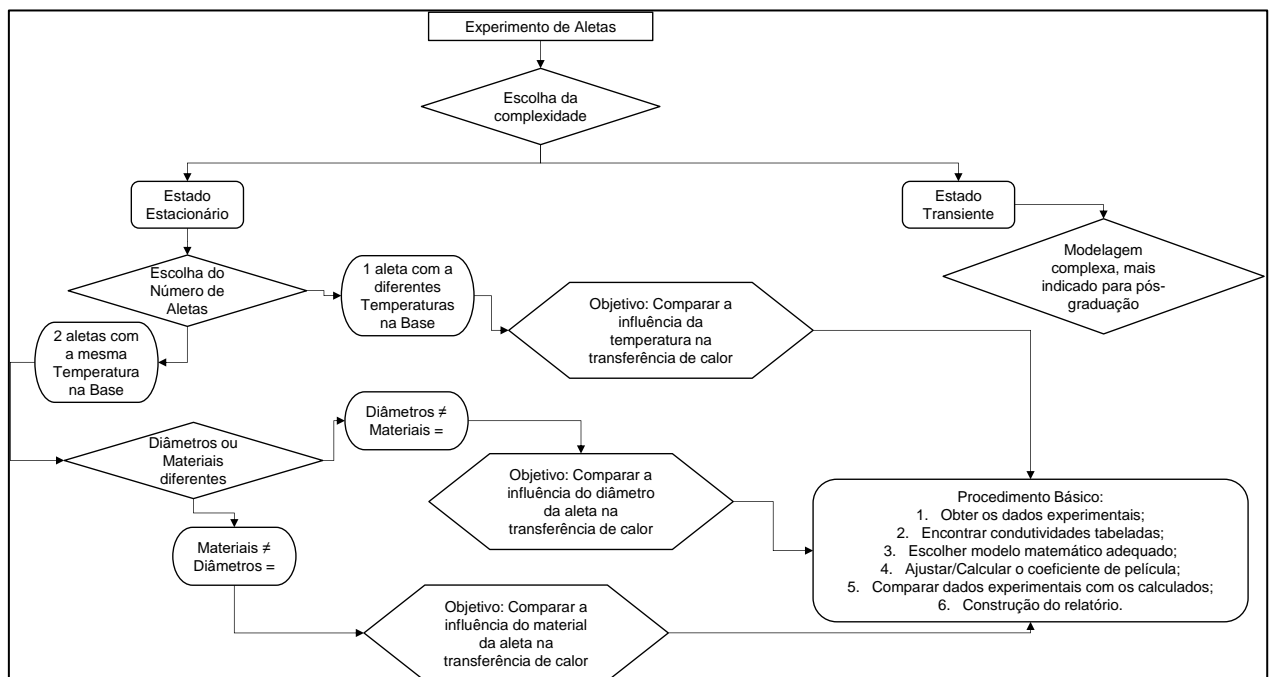 Experimento de Aletas
Escolha da
complexidade
Estado
Estacionário
Estado
Transiente
Escolha do
Número de
Aletas
1 aleta com a
diferentes
Temperaturas
na Base
Objetivo: Comparar a
influência da
temperatura na
transferência de calor
Modelagem
complexa, mais
indicado para pós-
graduação
2 aletas com
a mesma
Temperatura
na Base
Diâmetros ou
Materiais
diferentes
Diâmetros ≠
Materiais =
Objetivo: Comparar a
influência do diâmetro
da aleta na
transferência de calor
Materiais ≠
Diâmetros =
Objetivo: Comparar a
influência do material
da aleta na
transferência de calor
Procedimento Básico:
1. Obter os dados experimentais;
2. Encontrar condutividades tabeladas;
3. Escolher modelo matemático adequado;
4. Ajustar/Calcular o coeficiente de película;
5. Comparar dados experimentais com os calculados;
6. Construção do relatório.